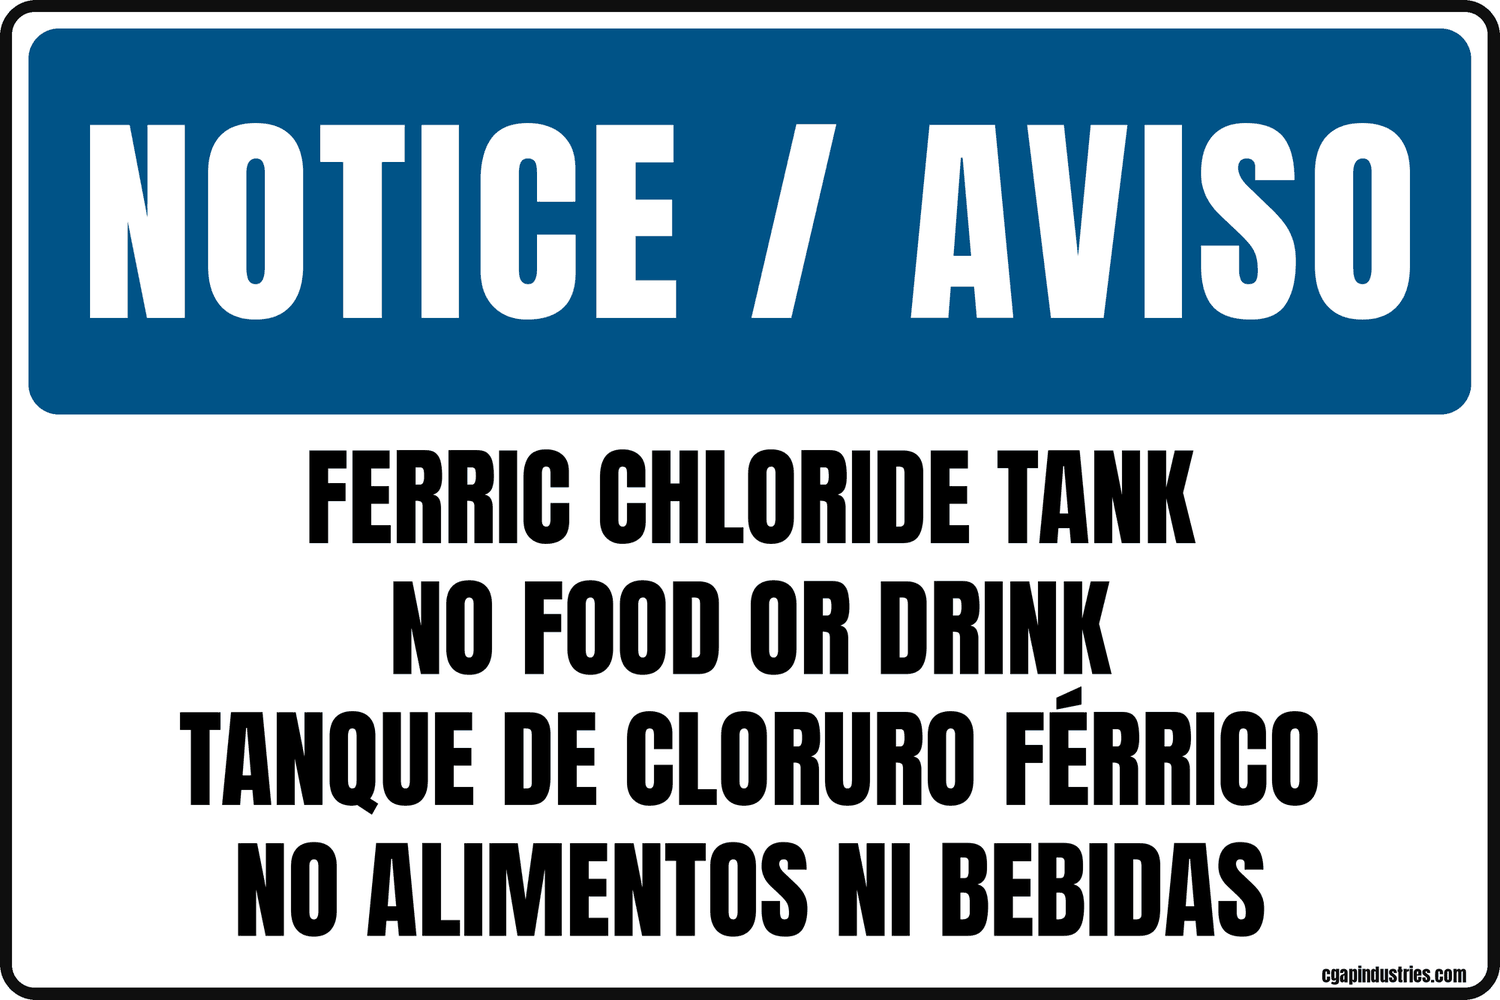 NOTICE / AVISO
FERRIC CHLORIDE TANK
NO FOOD OR DRINK
TANQUE DE CLORURO FÉRRICO
NO ALIMENTOS NI BEBIDAS
cgapindustries.com